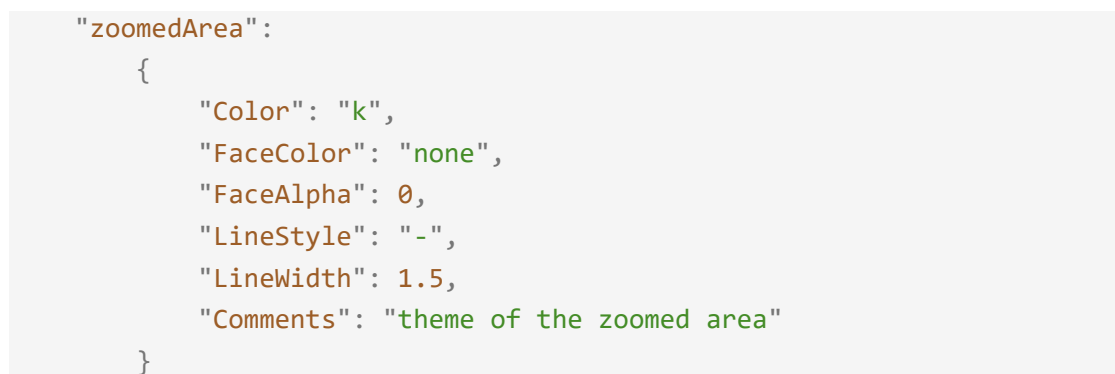 "zoomedArea":
{
"Color": "k",
"FaceColor": "none",
"FaceAlpha": 0,
"LineStyle": "-",
"LineWidth": 1.5,
"Comments": "theme of the zoomed area"
}